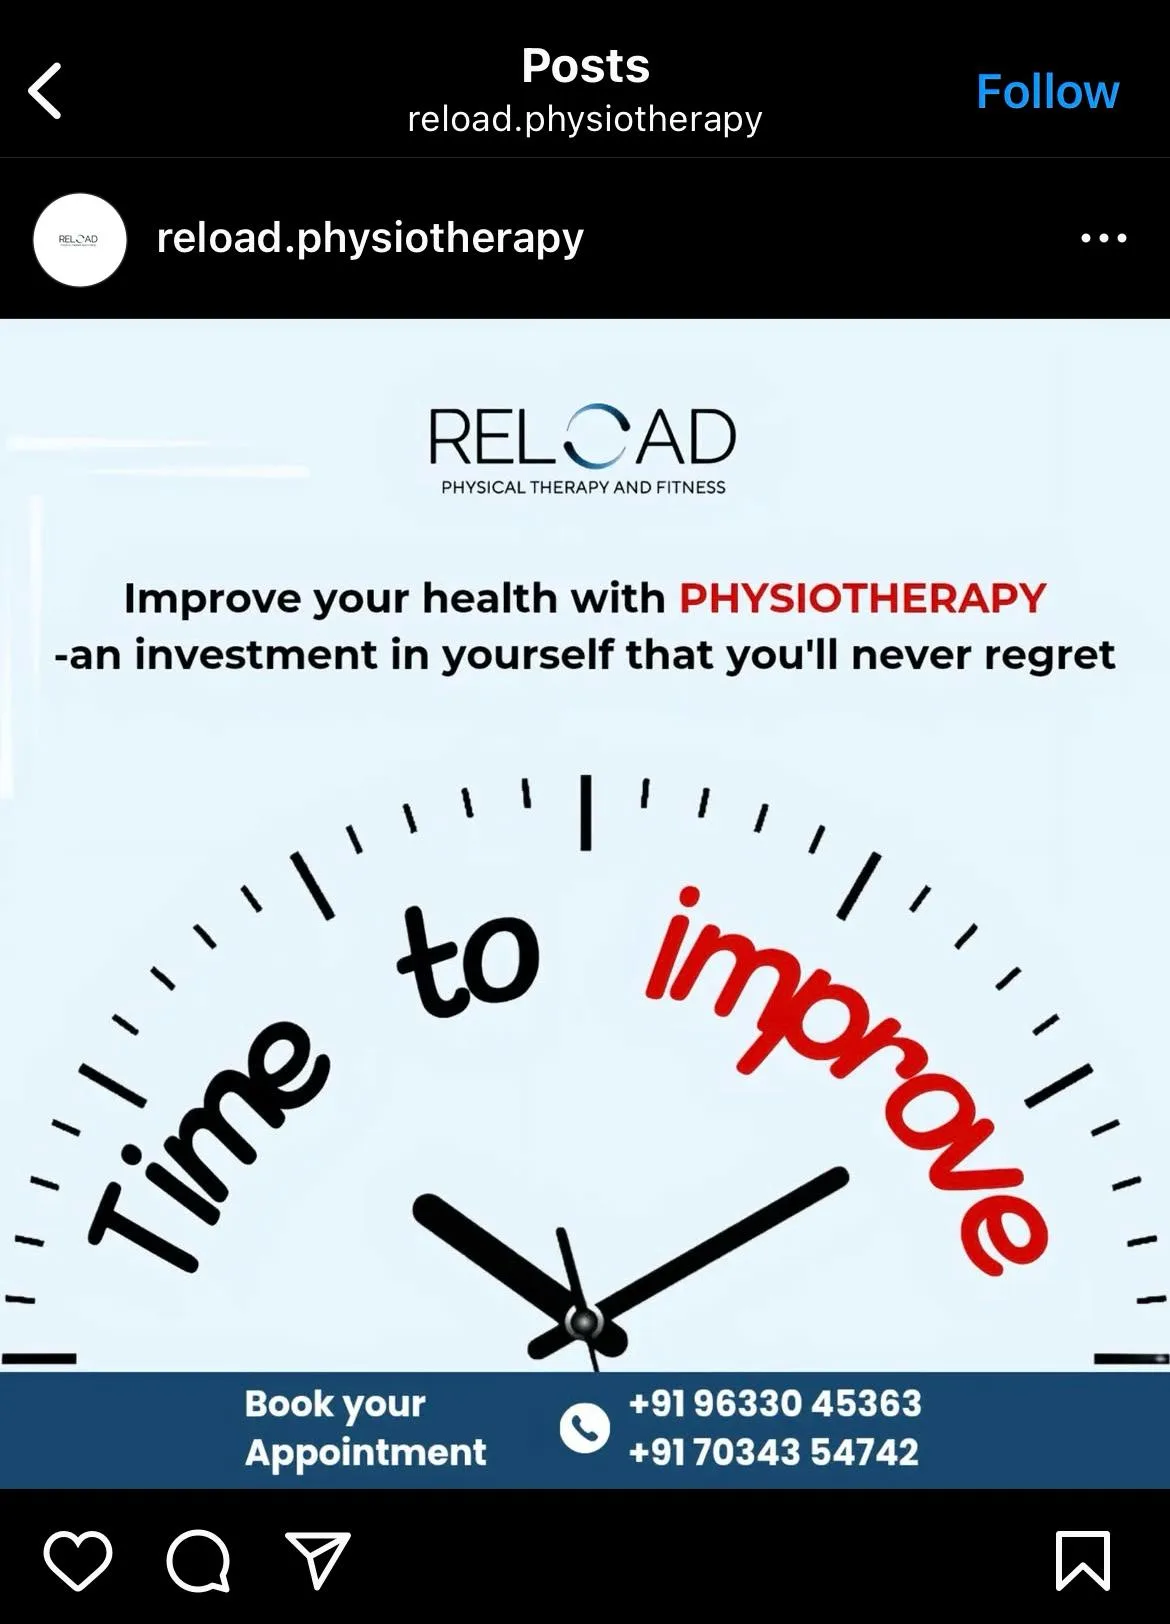 Posts
reload.physiotherapy
Follow
RELOAD
reload.physiotherapy
RELOAD
PHYSICAL THERAPY AND FITNESS
Improve your health with PHYSIOTHERAPY
-an investment in yourself that you'll never regret
Time to improve
Book your
Appointment
+91 96330 45363
+91 70343 54742